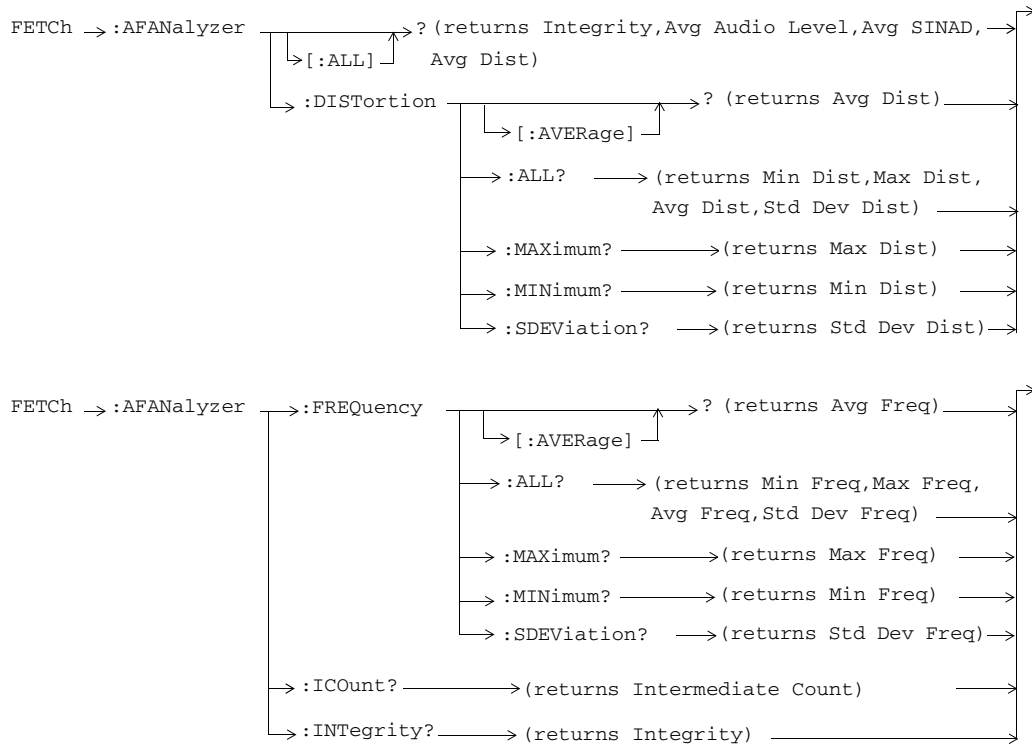 FETCh :AFANalyzer ? (returns Integrity,Avg Audio Level,Avg SINAD,
[:ALL] Avg Dist)
:DISTortion ? (returns Avg Dist)
[:AVERage]
:ALL? (returns Min Dist,Max Dist,
Avg Dist,Std Dev Dist)
:MAXimum? (returns Max Dist)
:MINimum? (returns Min Dist)
:SDEViation? (returns Std Dev Dist)
FETCh :AFANalyzer :FREQuency ? (returns Avg Freq)
[:AVERage]
:ALL? (returns Min Freq,Max Freq,
Avg Freq,Std Dev Freq)
:MAXimum? (returns Max Freq)
:MINimum? (returns Min Freq)
:SDEViation? (returns Std Dev Freq)
:ICOunt? (returns Intermediate Count)
:INTegrity? (returns Integrity)